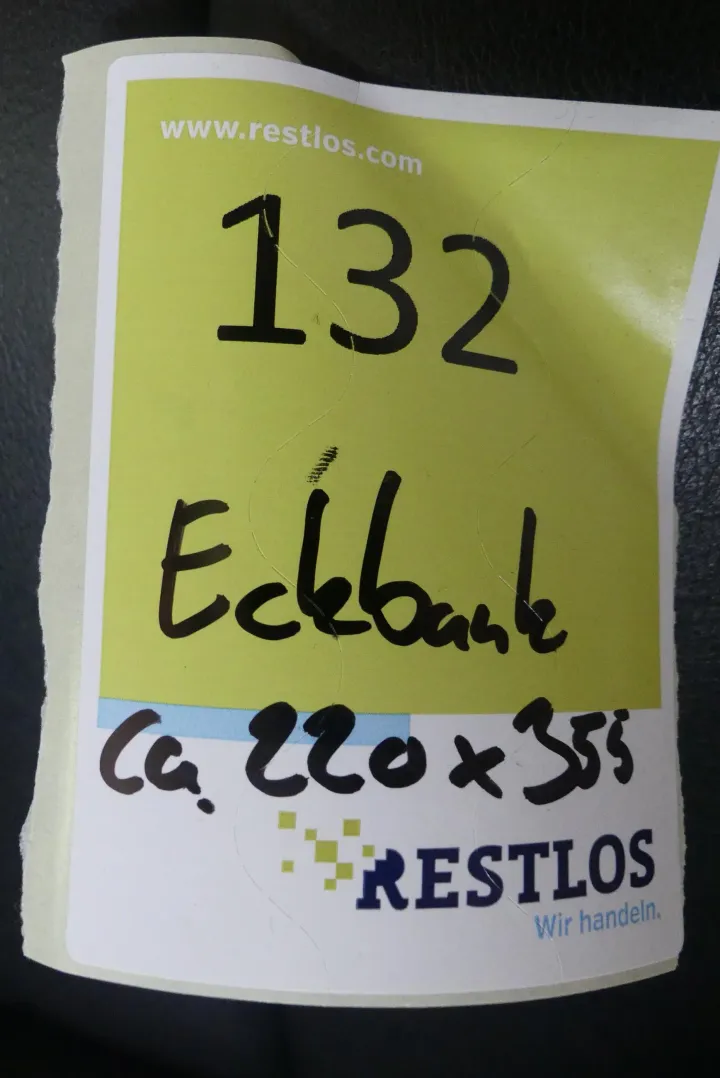 www.restlos.com
132
Eckbank
ca. 220 x 355
RESTLOS
Wir handeln.